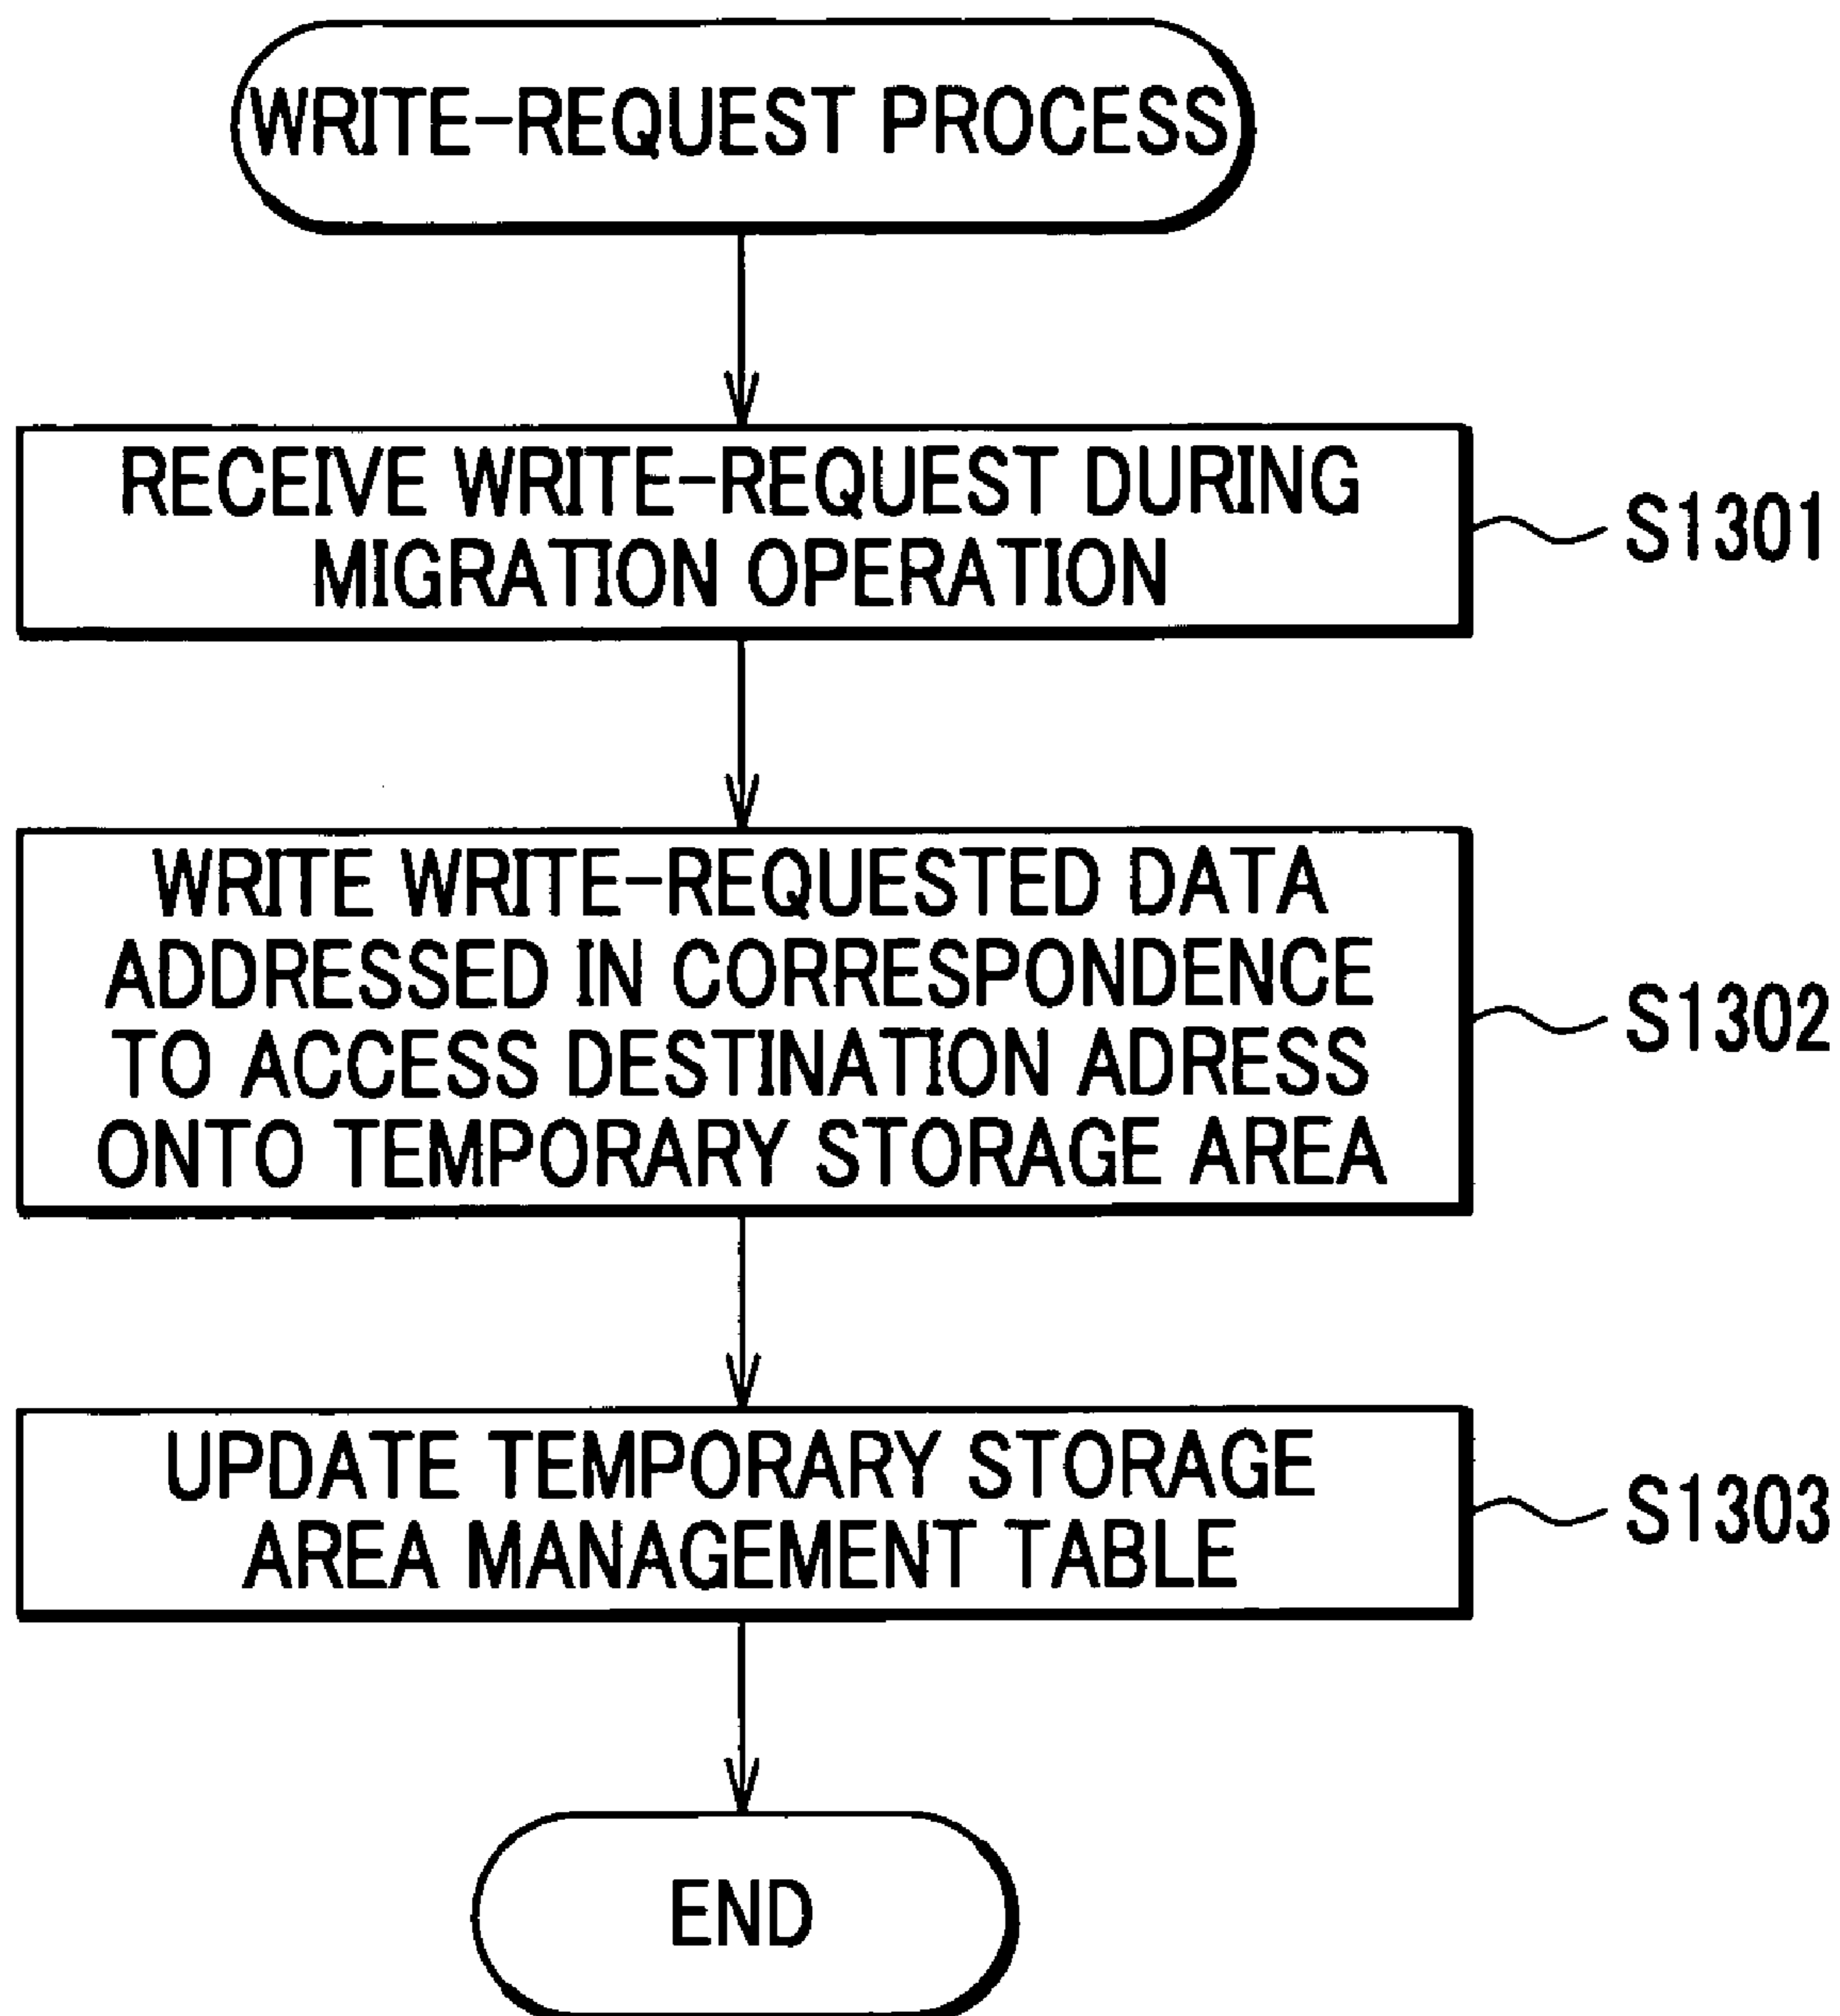 WRITE-REQUEST PROCESS
RECEIVE WRITE-REQUEST DURING
MIGRATION OPERATION
S1301
WRITE WRITE-REQUESTED DATA
ADDRESSED IN CORRESPONDENCE
TO ACCESS DESTINATION ADRESS
ONTO TEMPORARY STORAGE AREA
S1302
UPDATE TEMPORARY STORAGE
AREA MANAGEMENT TABLE
S1303
END